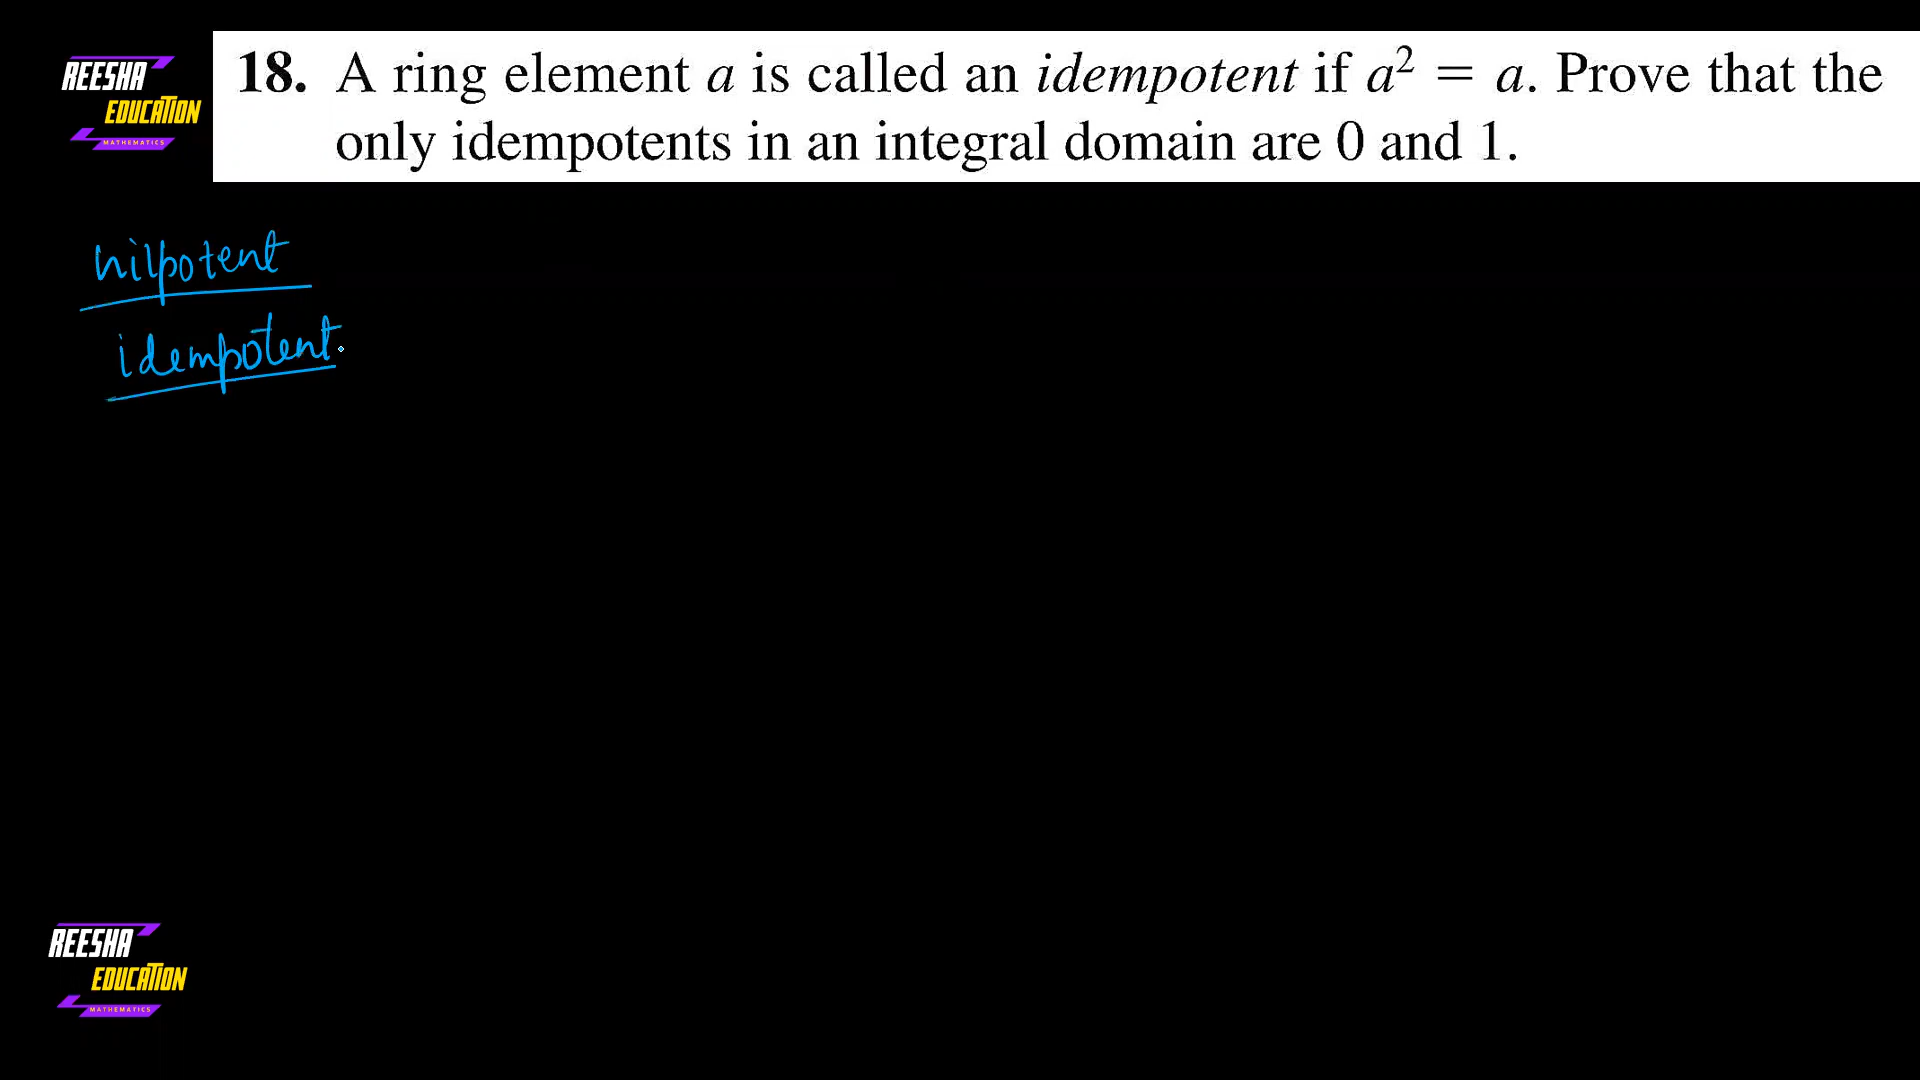 REESHA
EDUCATION
MATHEMATICS
18. A ring element a is called an idempotent if a² = a. Prove that the
only idempotents in an integral domain are 0 and 1.
nilpotent
idempotent
REESHA
EDUCATION
MATHEMATICS